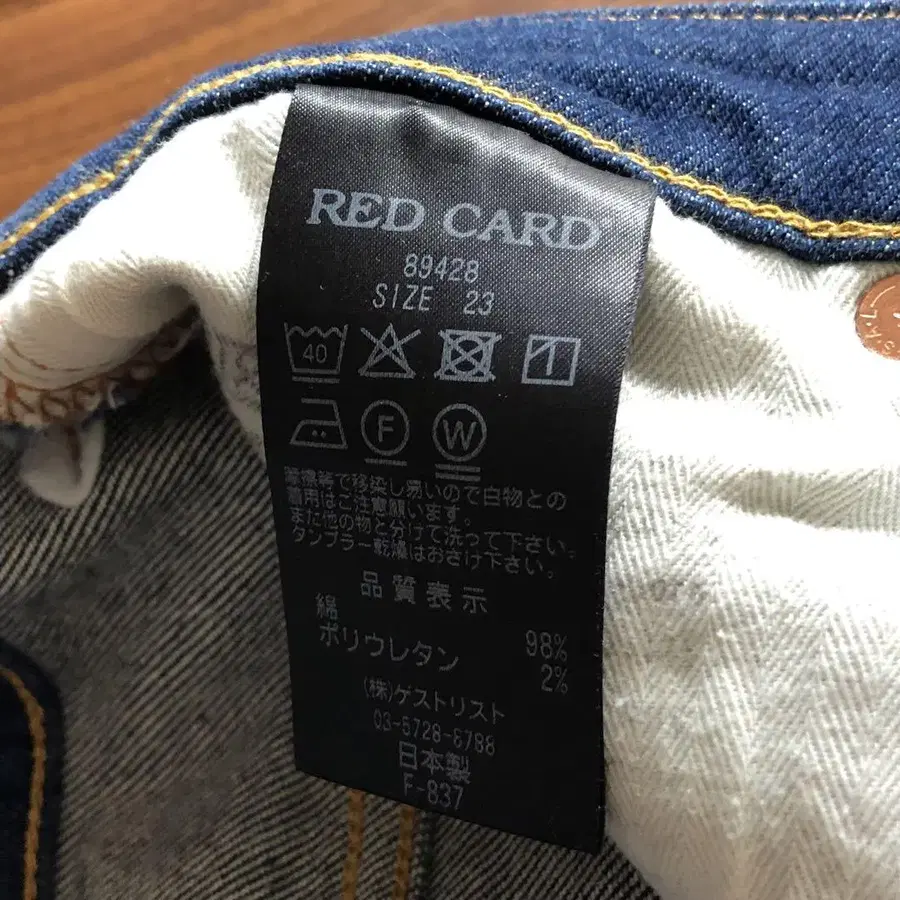 RED CARD
89428
SIZE 23
40
F W
摩擦等で移染し易いので白物との
着用はご注意願います。
また他の物と分けて洗って下さい。
タンブラー乾燥はおさけ下さい。
品質表示
綿 98%
ポリウレタン 2%
(株)ゲストリスト
03-5728-6788
日本製
F-837